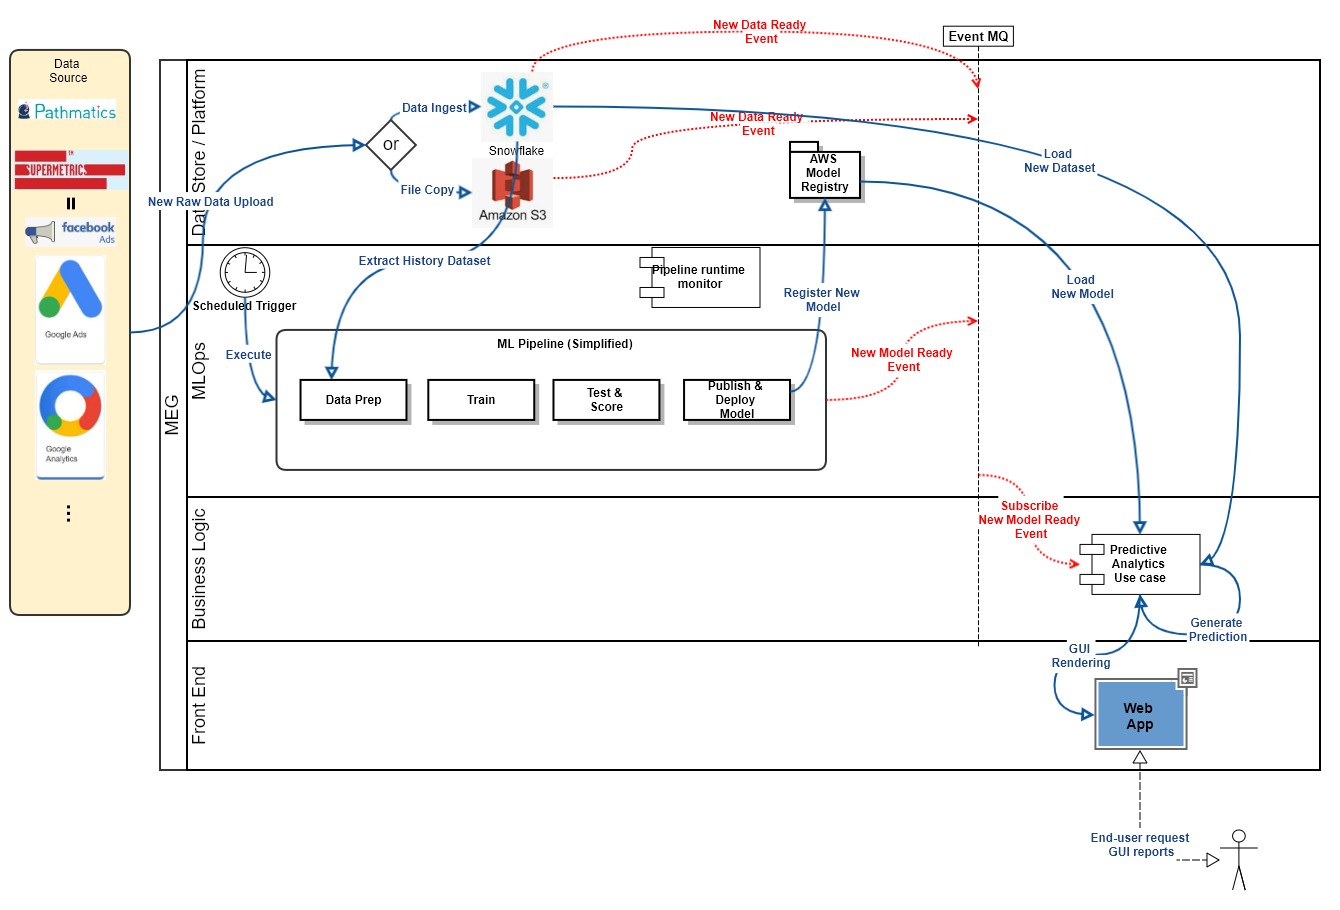 Data
Source
Pathmatics
SUPERMETRICS
TM
facebook
Ads
Google Ads
Google
Analytics
New Raw Data Upload
MEG
Data Store / Platform
MLOps
Business Logic
Front End
or
Data Ingest
File Copy
Snowflake
®
Amazon S3
New Data Ready
Event
New Data Ready
Event
Event MQ
AWS
Model
Registry
Load
New Dataset
Extract History Dataset
Scheduled Trigger
Execute
Pipeline runtime
monitor
Register New
Model
Load
New Model
ML Pipeline (Simplified)
Data Prep
Train
Test &
Score
Publish &
Deploy
Model
New Model Ready
Event
Subscribe
New Model Ready
Event
Predictive
Analytics
Use case
Generate
Prediction
GUI
Rendering
Web
App
End-user request
GUI reports